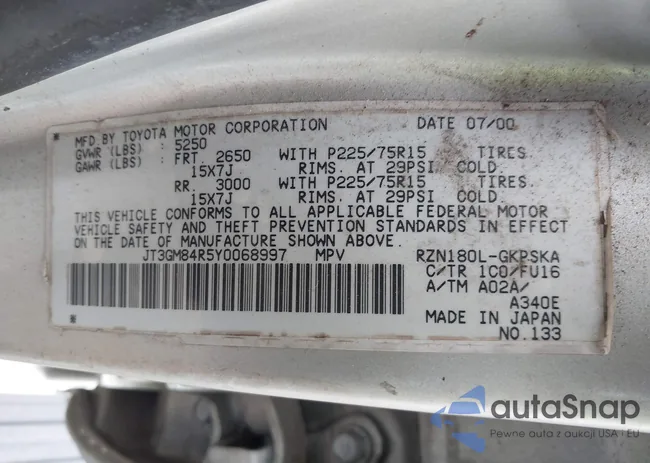 MFD.BY TOYOTA MOTOR CORPORATION DATE 07/00
GVWR (LBS) : 5250
GAWR (LBS) : FRT. 2650 WITH P225/75R15 TIRES.
15X7J RIMS. AT 29PSI COLD.
RR. 3000 WITH P225/75R15 TIRES.
15X7J RIMS. AT 29PSI COLD.
THIS VEHICLE CONFORMS TO ALL APPLICABLE FEDERAL MOTOR
VEHICLE SAFETY AND THEFT PREVENTION STANDARDS IN EFFECT
ON THE DATE OF MANUFACTURE SHOWN ABOVE.
JT3GM84R5Y0068997 MPV RZN180L-GKPSKA
C/TR 1C0/FU16
A/TM A02A/
A340E
MADE IN JAPAN
NO.133
autaSnap
Pewne auta z aukcji USA i EU